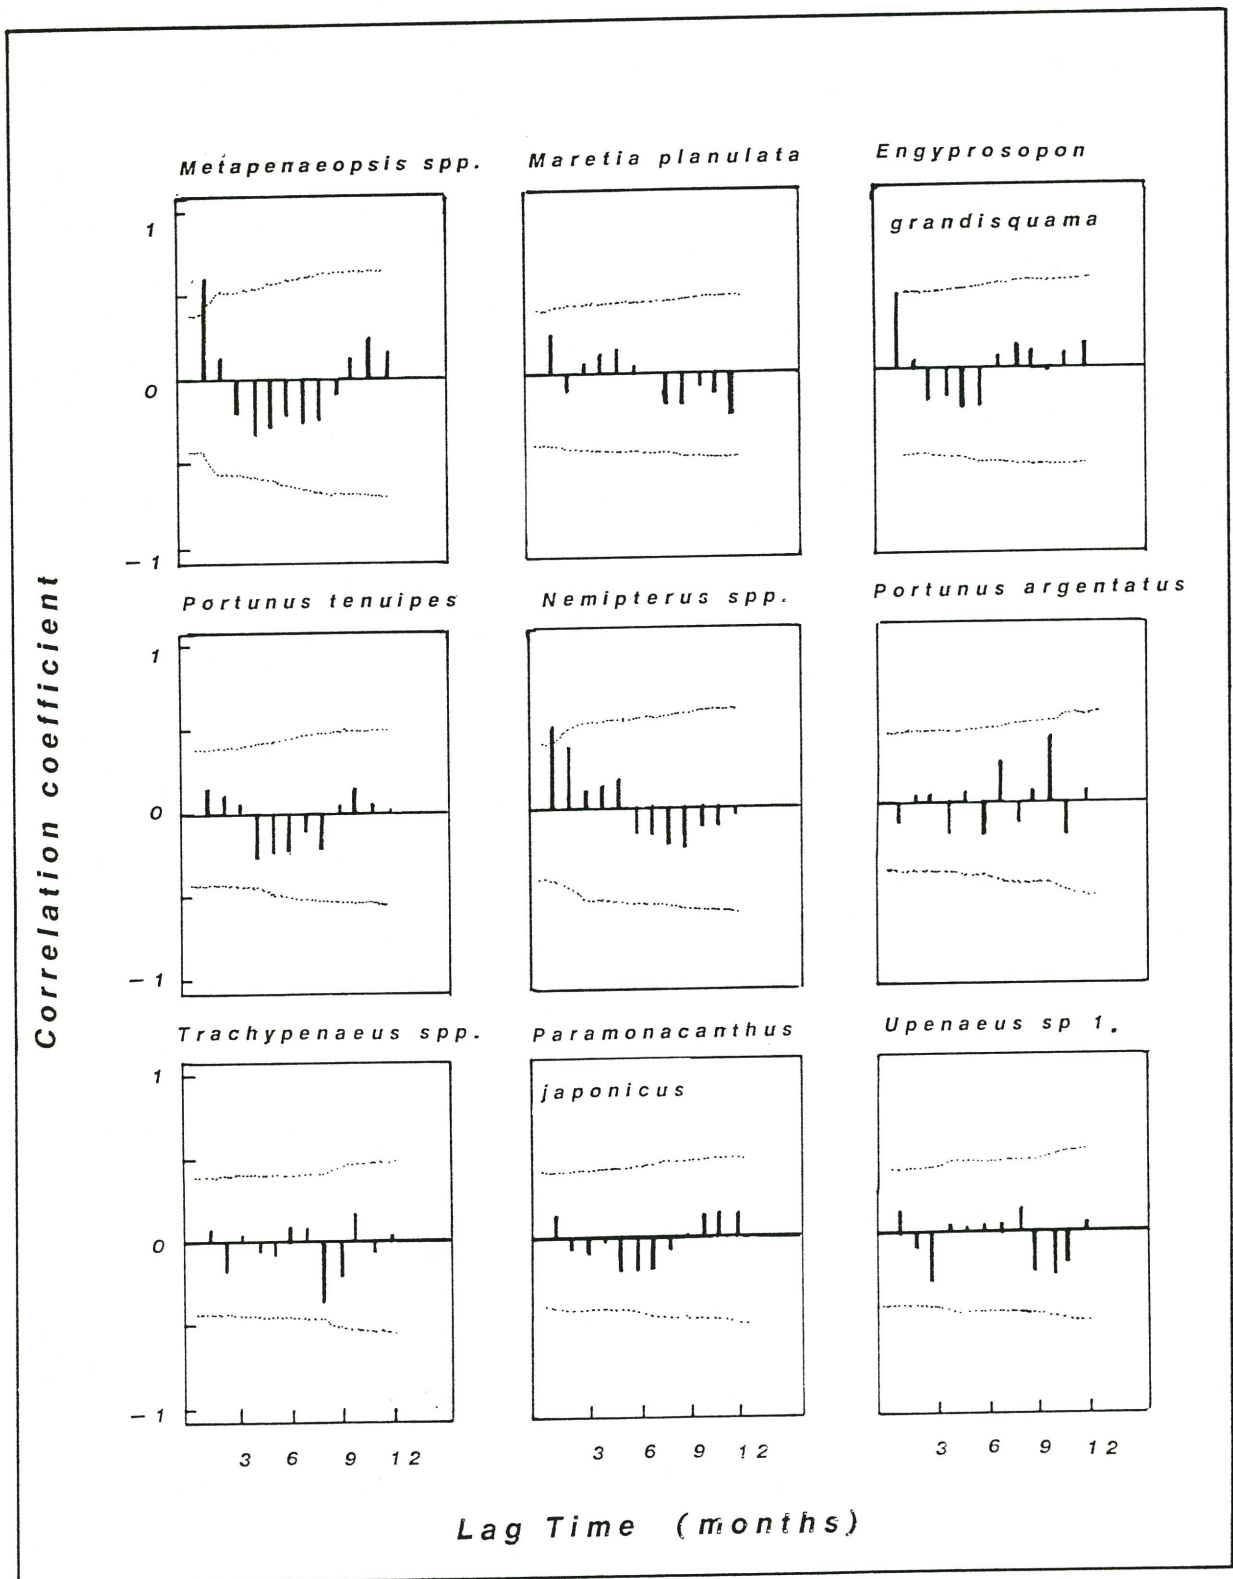 Metapenaeopsis spp.
Maretia planulata
Engyprosopon
grandisquama
1
0
– 1
Portunus tenuipes
Nemipterus spp.
Portunus argentatus
1
0
– 1
Trachypenaeus spp.
Paramonacanthus
japonicus
Upenaeus sp 1.
1
0
– 1
3 6 9 12
3 6 9 12
3 6 9 12
Correlation coefficient
Lag Time (months)